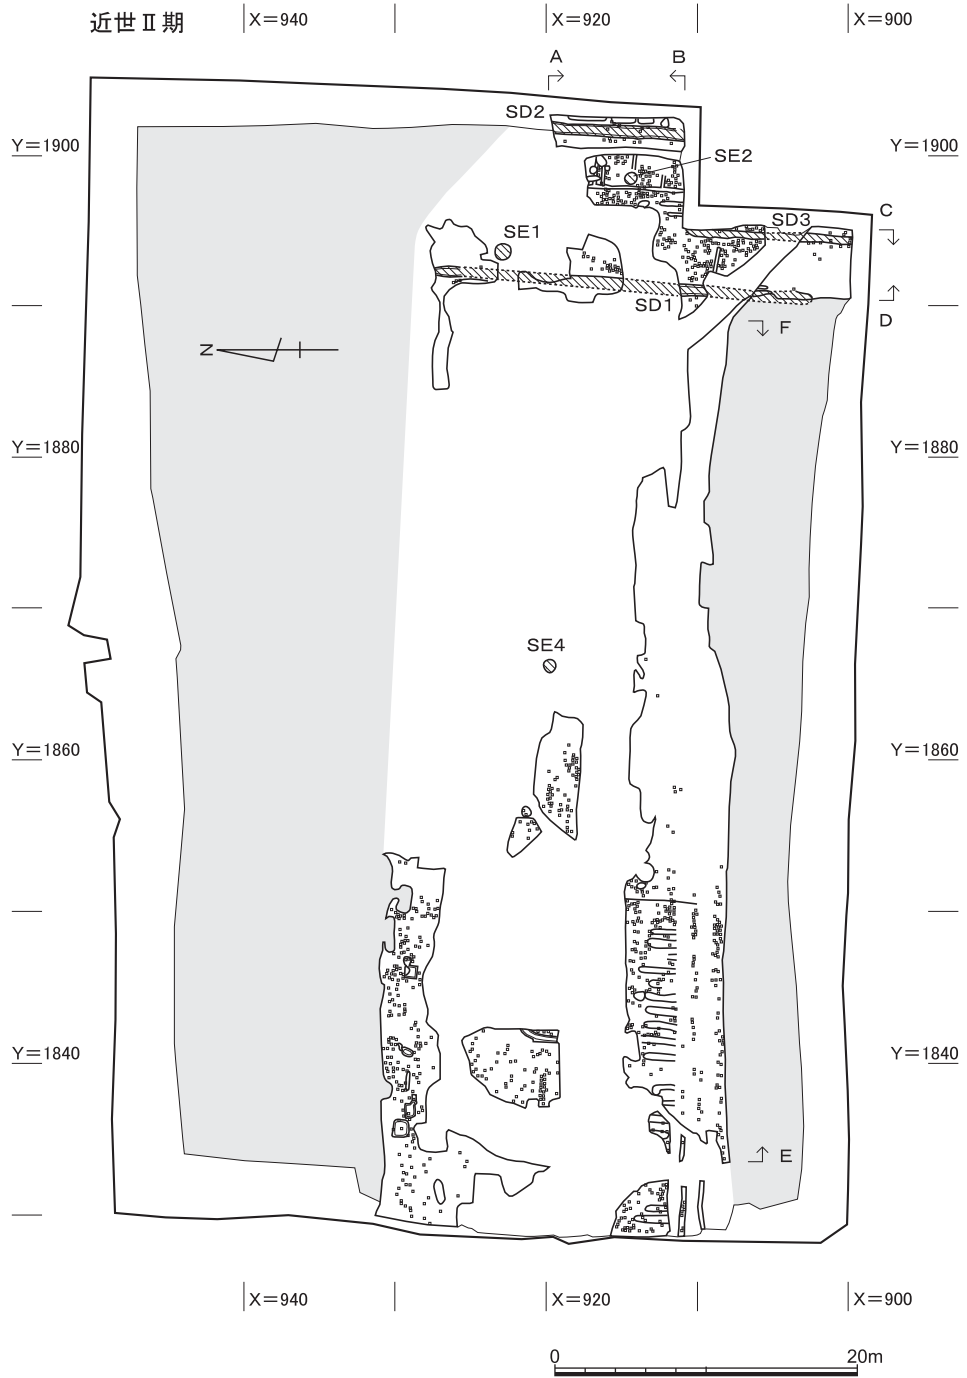 近世Ⅱ期
X=940
X=920
X=900
A
B
SD2
Y=1900
Y=1900
SE2
C
SD3
SE1
SD1
D
F
N
Y=1880
Y=1880
SE4
Y=1860
Y=1860
Y=1840
Y=1840
E
X=940
X=920
X=900
0
20m